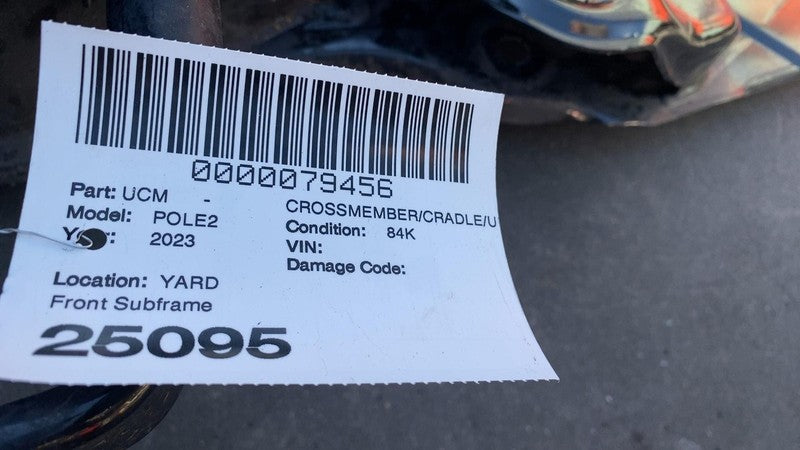 0000079456
Part: UCM -
CROSSMEMBER/CRADLE/U
Model: POLE2
Condition: 84K
2023
VIN:
Damage Code:
Location: YARD
Front Subframe
25095